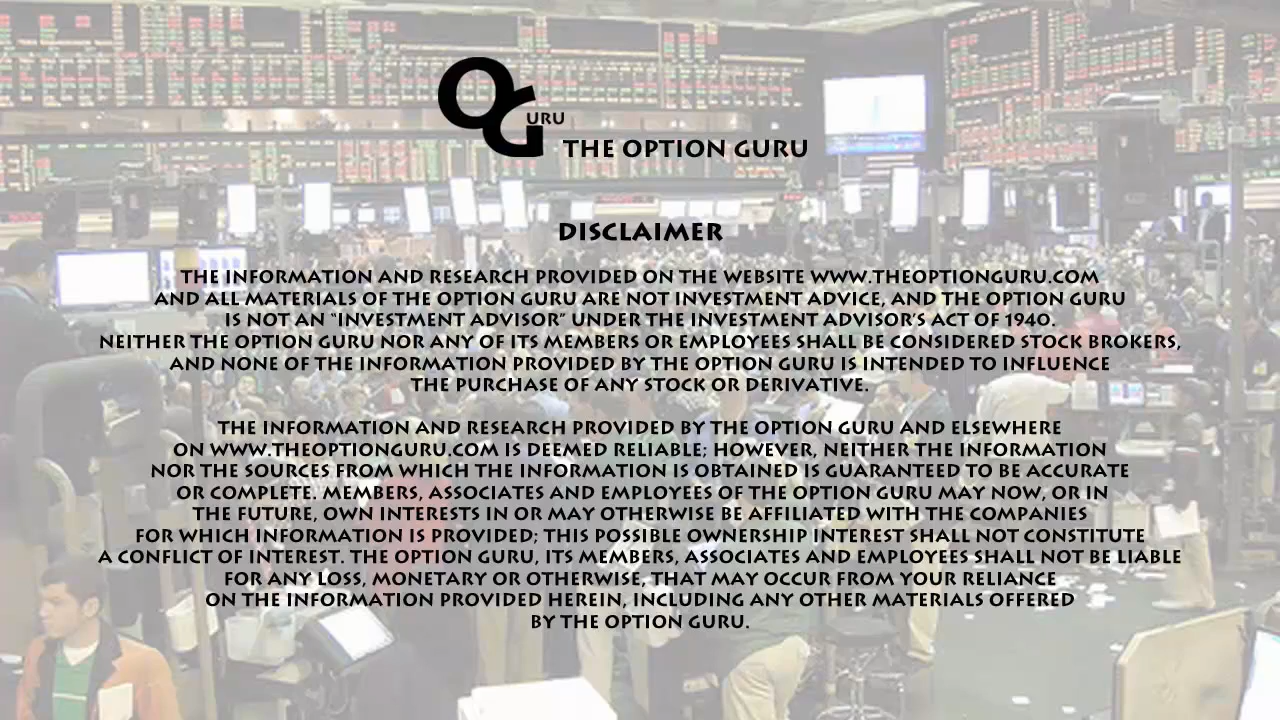 OG
URU
THE OPTION GURU
DISCLAIMER
THE INFORMATION AND RESEARCH PROVIDED ON THE WEBSITE WWW.THEOPTIONGURU.COM
AND ALL MATERIALS OF THE OPTION GURU ARE NOT INVESTMENT ADVICE, AND THE OPTION GURU
IS NOT AN “INVESTMENT ADVISOR” UNDER THE INVESTMENT ADVISOR’S ACT OF 1940.
NEITHER THE OPTION GURU NOR ANY OF ITS MEMBERS OR EMPLOYEES SHALL BE CONSIDERED STOCK BROKERS,
AND NONE OF THE INFORMATION PROVIDED BY THE OPTION GURU IS INTENDED TO INFLUENCE
THE PURCHASE OF ANY STOCK OR DERIVATIVE.
THE INFORMATION AND RESEARCH PROVIDED BY THE OPTION GURU AND ELSEWHERE
ON WWW.THEOPTIONGURU.COM IS DEEMED RELIABLE; HOWEVER, NEITHER THE INFORMATION
NOR THE SOURCES FROM WHICH THE INFORMATION IS OBTAINED IS GUARANTEED TO BE ACCURATE
OR COMPLETE. MEMBERS, ASSOCIATES AND EMPLOYEES OF THE OPTION GURU MAY NOW, OR IN
THE FUTURE, OWN INTERESTS IN OR MAY OTHERWISE BE AFFILIATED WITH THE COMPANIES
FOR WHICH INFORMATION IS PROVIDED; THIS POSSIBLE OWNERSHIP INTEREST SHALL NOT CONSTITUTE
A CONFLICT OF INTEREST. THE OPTION GURU, ITS MEMBERS, ASSOCIATES AND EMPLOYEES SHALL NOT BE LIABLE
FOR ANY LOSS, MONETARY OR OTHERWISE, THAT MAY OCCUR FROM YOUR RELIANCE
ON THE INFORMATION PROVIDED HEREIN, INCLUDING ANY OTHER MATERIALS OFFERED
BY THE OPTION GURU.